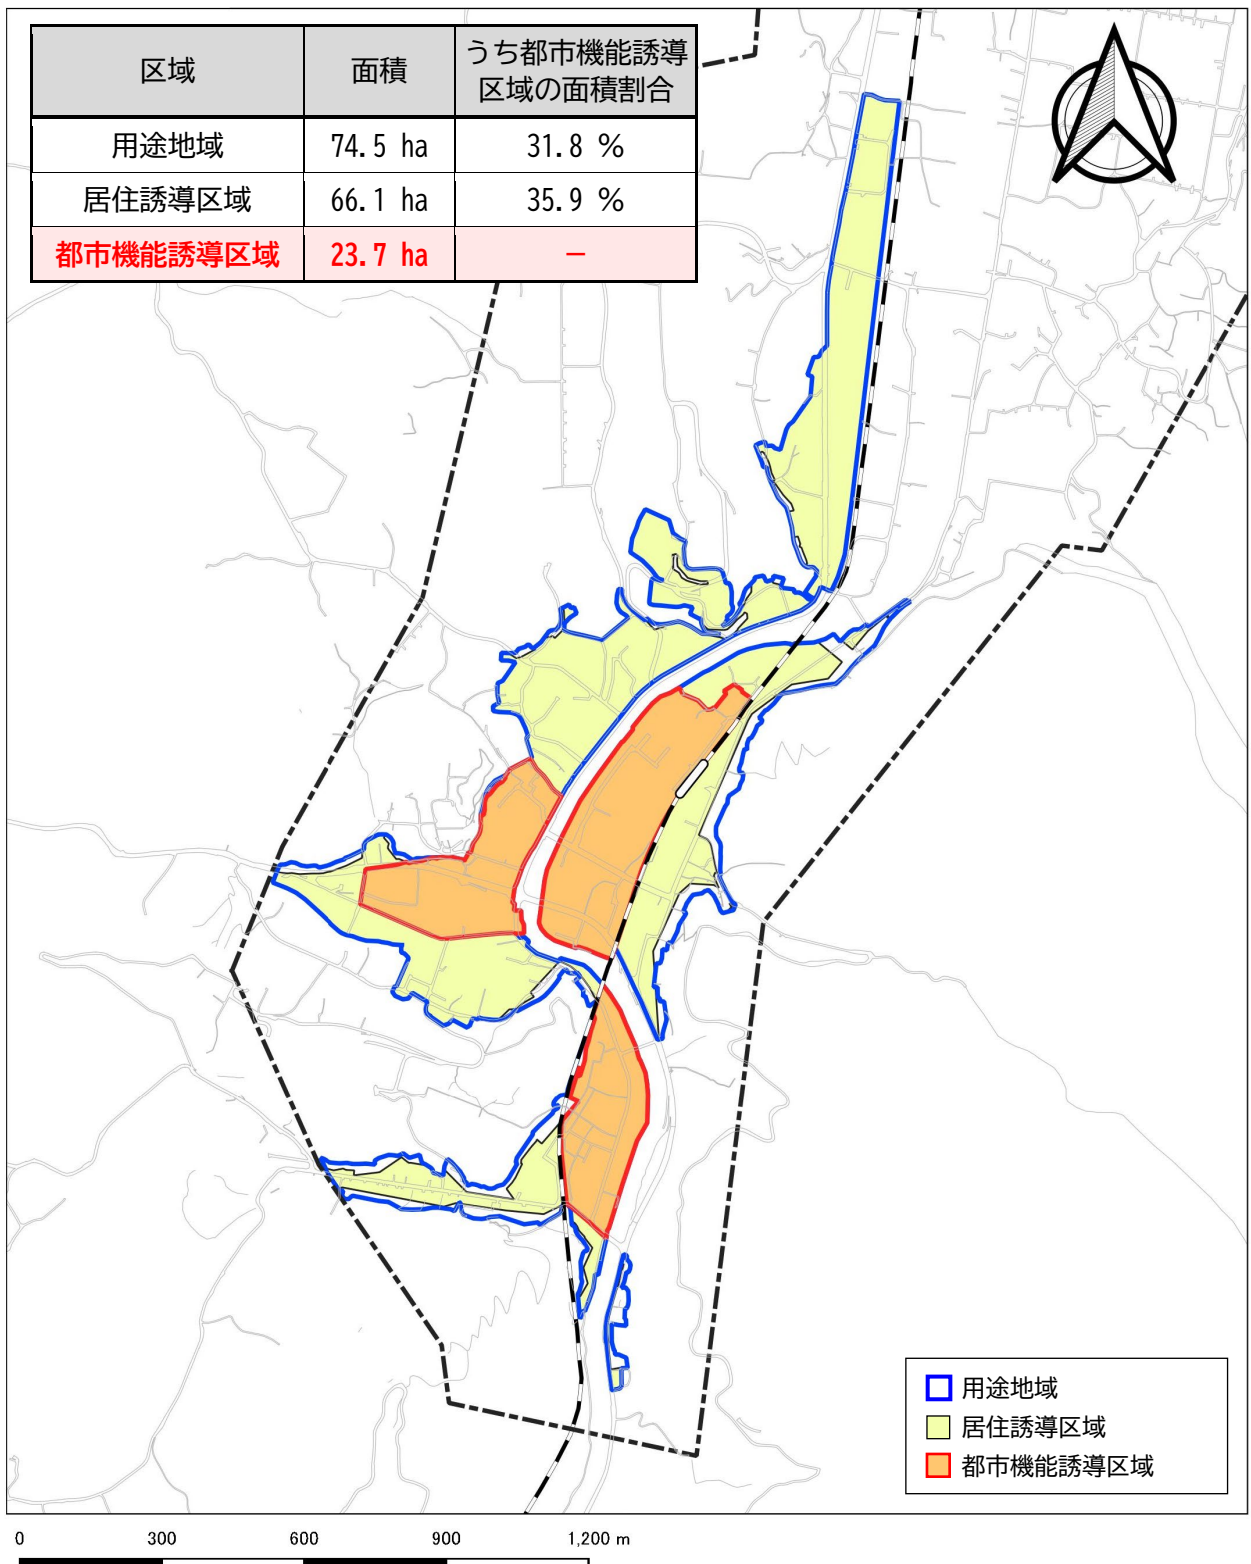 区域 面積 うち都市機能誘導
区域の面積割合
用途地域 74.5 ha 31.8 %
居住誘導区域 66.1 ha 35.9 %
都市機能誘導区域 23.7 ha －
用途地域
居住誘導区域
都市機能誘導区域
0 300 600 900 1,200 m